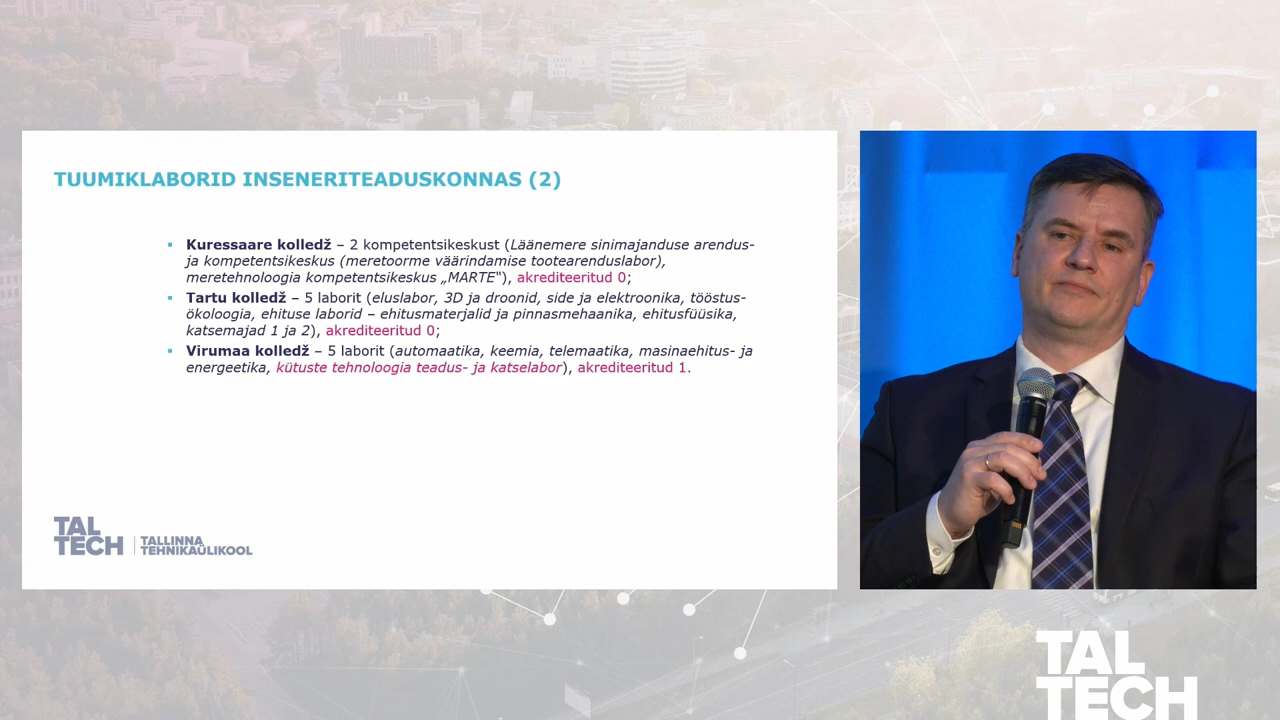 TUUMIKLABORID INSENERITEADUSKONNAS (2)
▪ Kuressaare kolledž – 2 kompetentsikeskust (Läänemere sinimajanduse arendus-
ja kompetentsikeskus (meretoorme väärindamise tootearenduslabor),
meretehnoloogia kompetentsikeskus „MARTE“), akrediteeritud 0;
▪ Tartu kolledž – 5 laborit (eluslabor, 3D ja droonid, side ja elektroonika, tööstus-
ökoloogia, ehituse laborid – ehitusmaterjalid ja pinnasmehaanika, ehitusfüüsika,
katsemajad 1 ja 2), akrediteeritud 0;
▪ Virumaa kolledž – 5 laborit (automaatika, keemia, telemaatika, masinaehitus- ja
energeetika, kütuste tehnoloogia teadus- ja katselabor), akrediteeritud 1.
TAL
TECH
TALLINNA
TEHNIKAÜLIKOOL
TAL
TECH